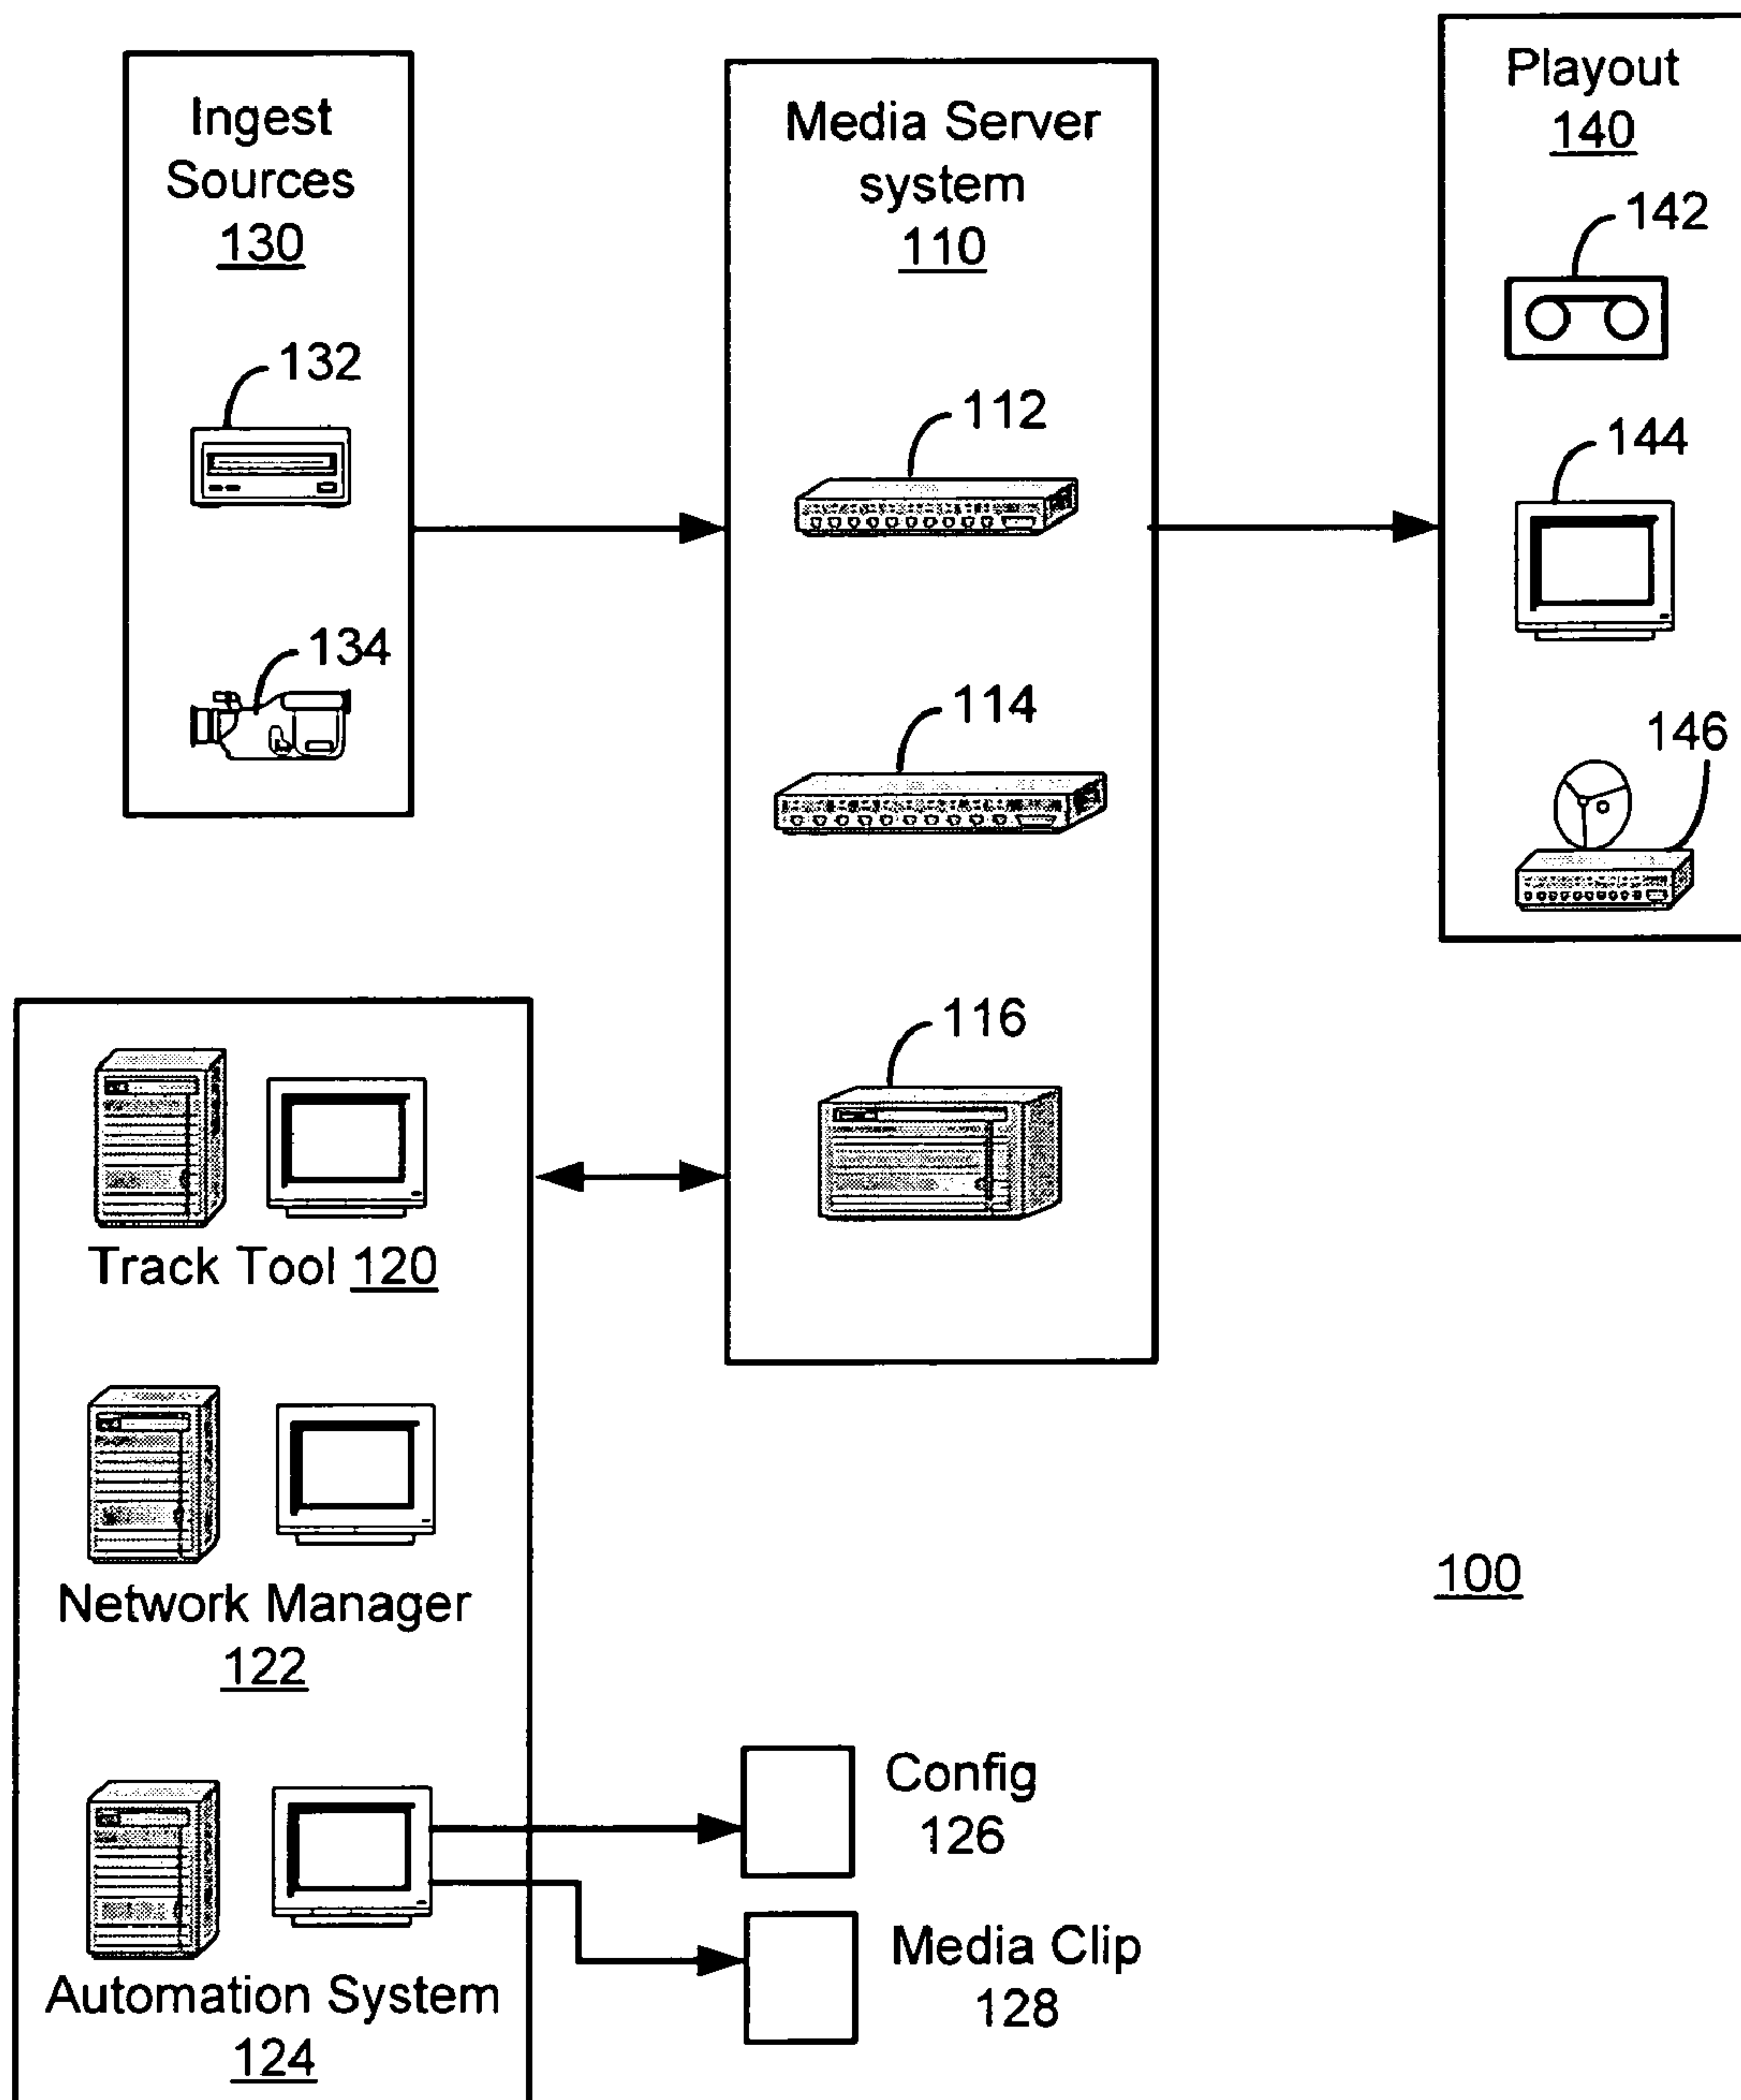 Ingest
Sources
130
132
134
Media Server
system
110
112
114
116
Playout
140
142
144
146
Track Tool 120
Network Manager
122
Automation System
124
Config
126
Media Clip
128
100